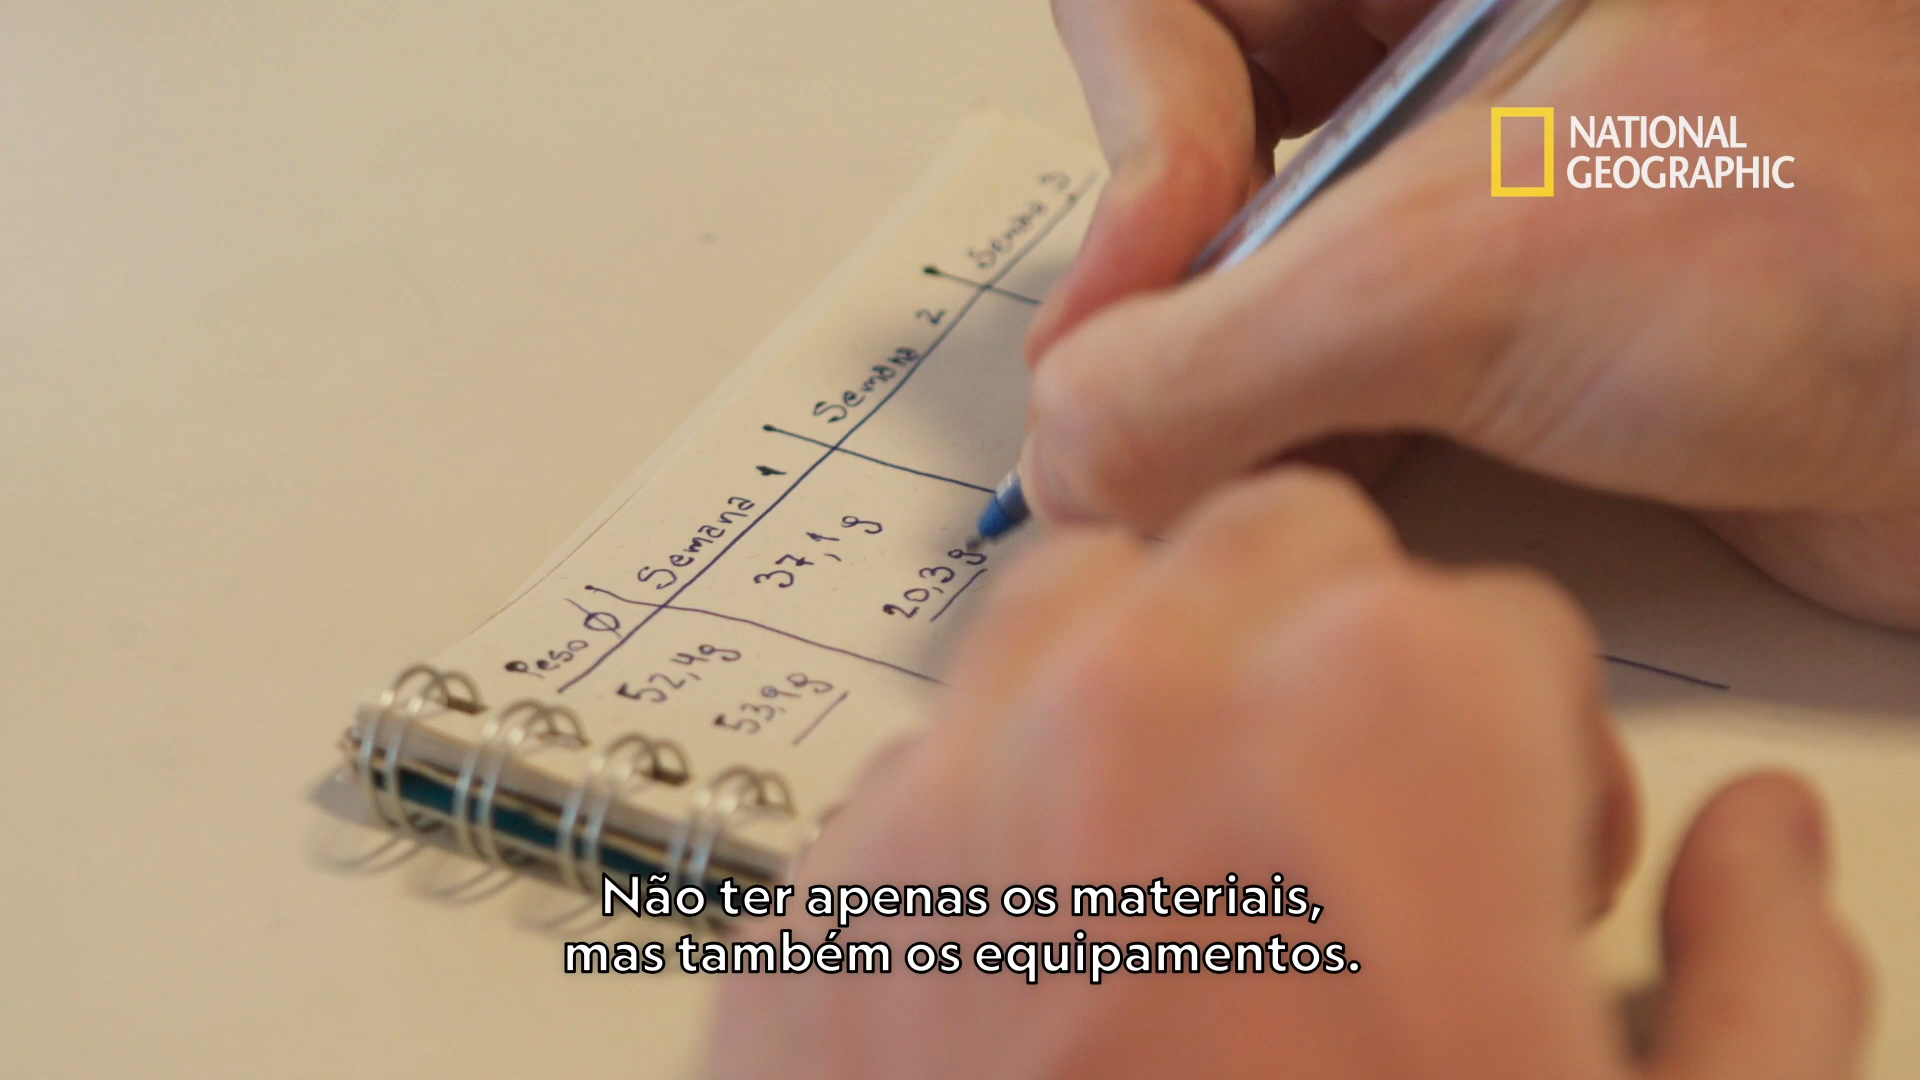 NATIONAL
GEOGRAPHIC
Peso Ø
Semana 1
Semana 2
Semana 3
52,4g
37,1 g
53,9g
20,3g
Não ter apenas os materiais,
mas também os equipamentos.